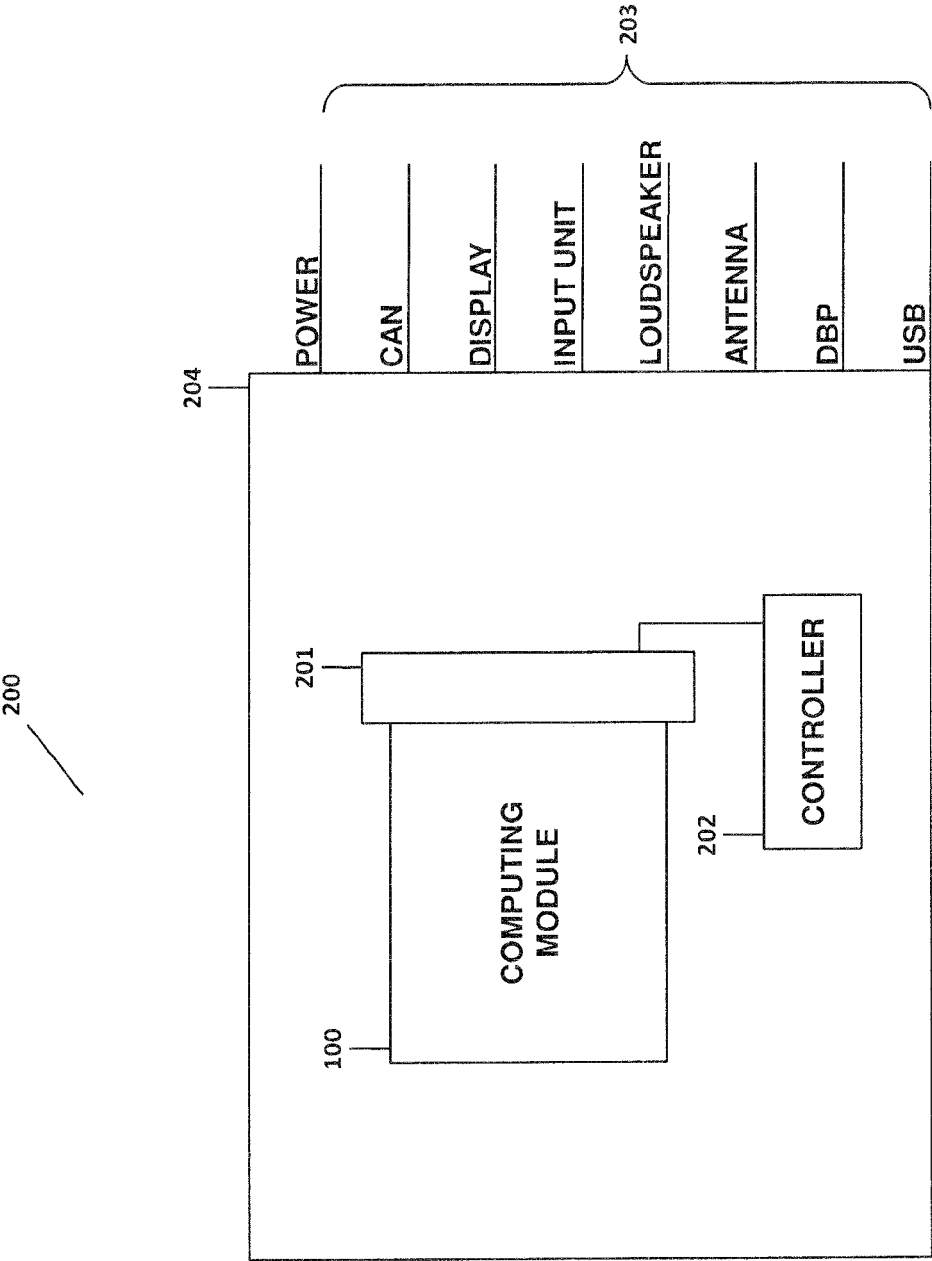 200
204
POWER
CAN
DISPLAY
INPUT UNIT
LOUDSPEAKER
ANTENNA
DBP
USB
203
100
COMPUTING
MODULE
201
202
CONTROLLER